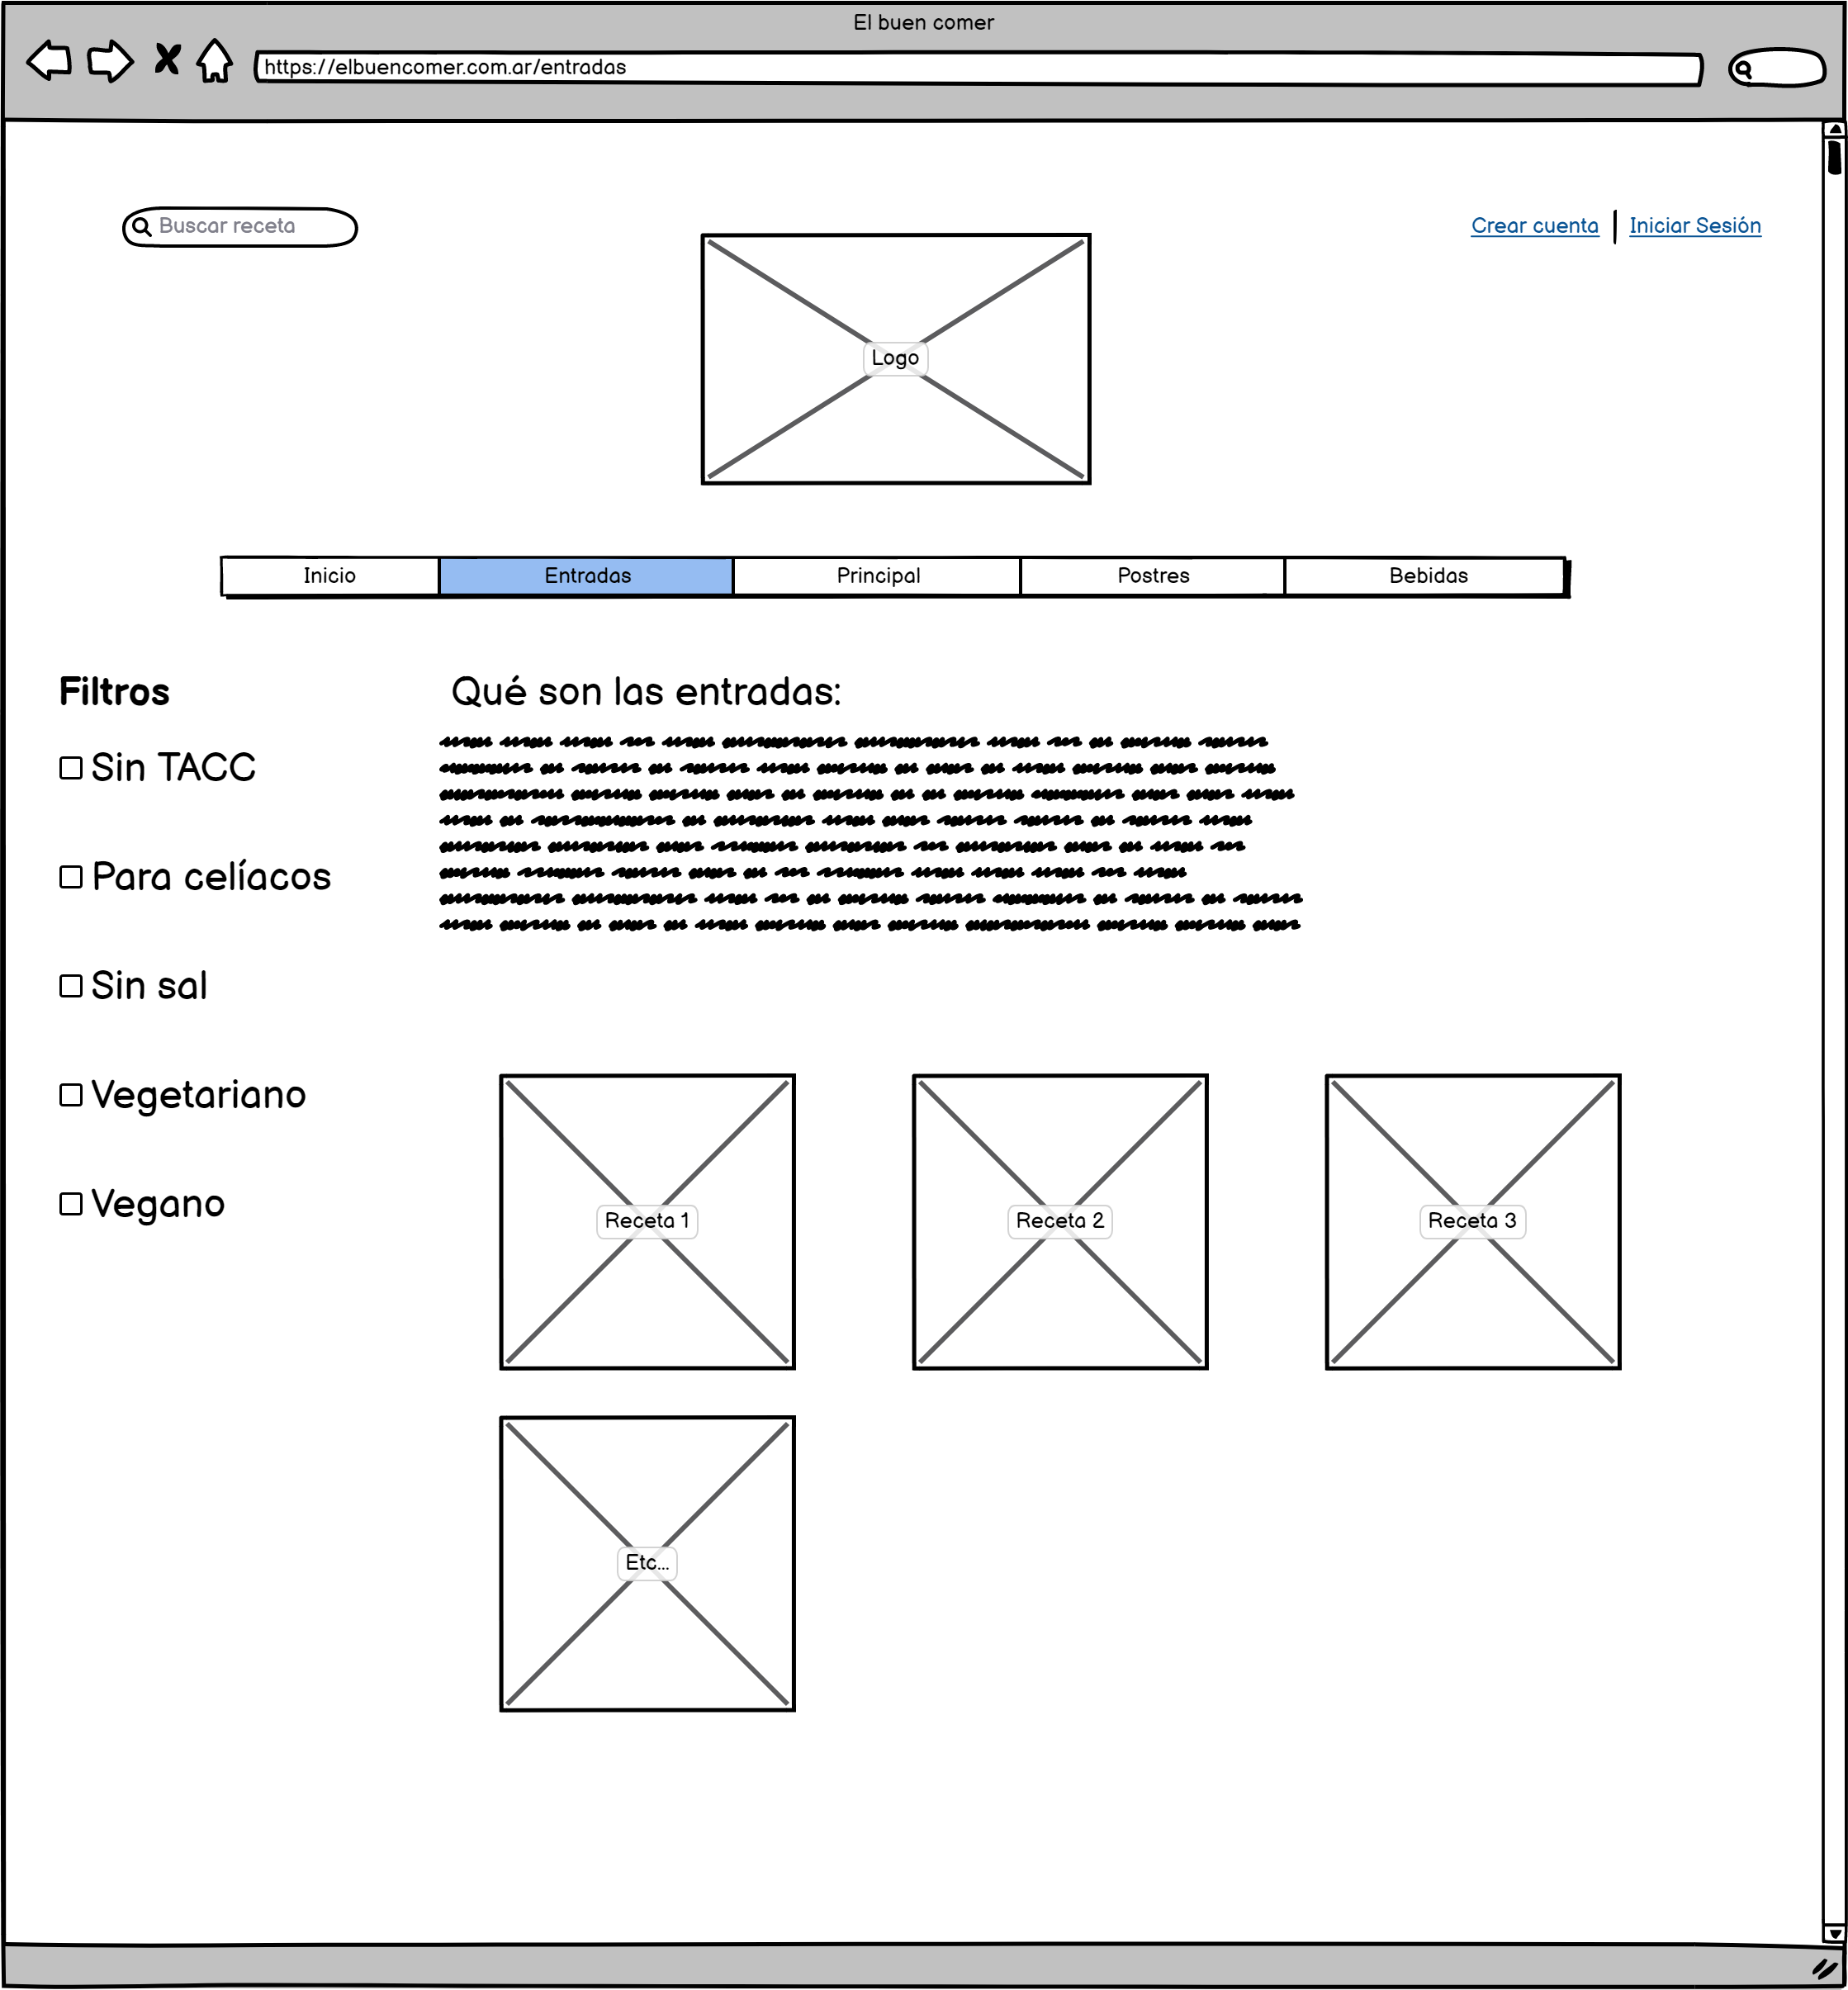 El buen comer
https://elbuencomer.com.ar/entradas
Buscar receta
Crear cuenta
Iniciar Sesión
Logo
Inicio
Entradas
Principal
Postres
Bebidas
Filtros
Qué son las entradas:
Sin TACC
Para celíacos
Sin sal
Vegetariano
Vegano
Receta 1
Receta 2
Receta 3
Etc...